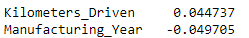 Kilometers_Driven 0.044737
Manufacturing_Year -0.049705